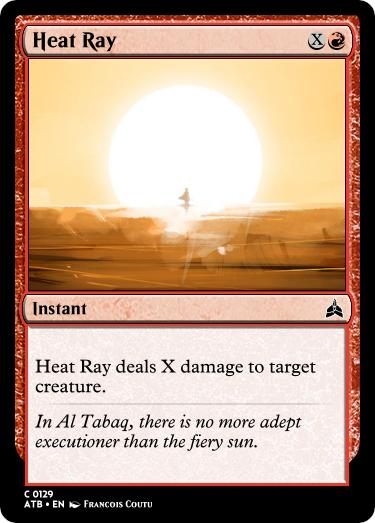 Heat Ray X
Instant
Heat Ray deals X damage to target
creature.
In Al Tabaq, there is no more adept
executioner than the fiery sun.
C 0129
ATB • EN Francois Coutu